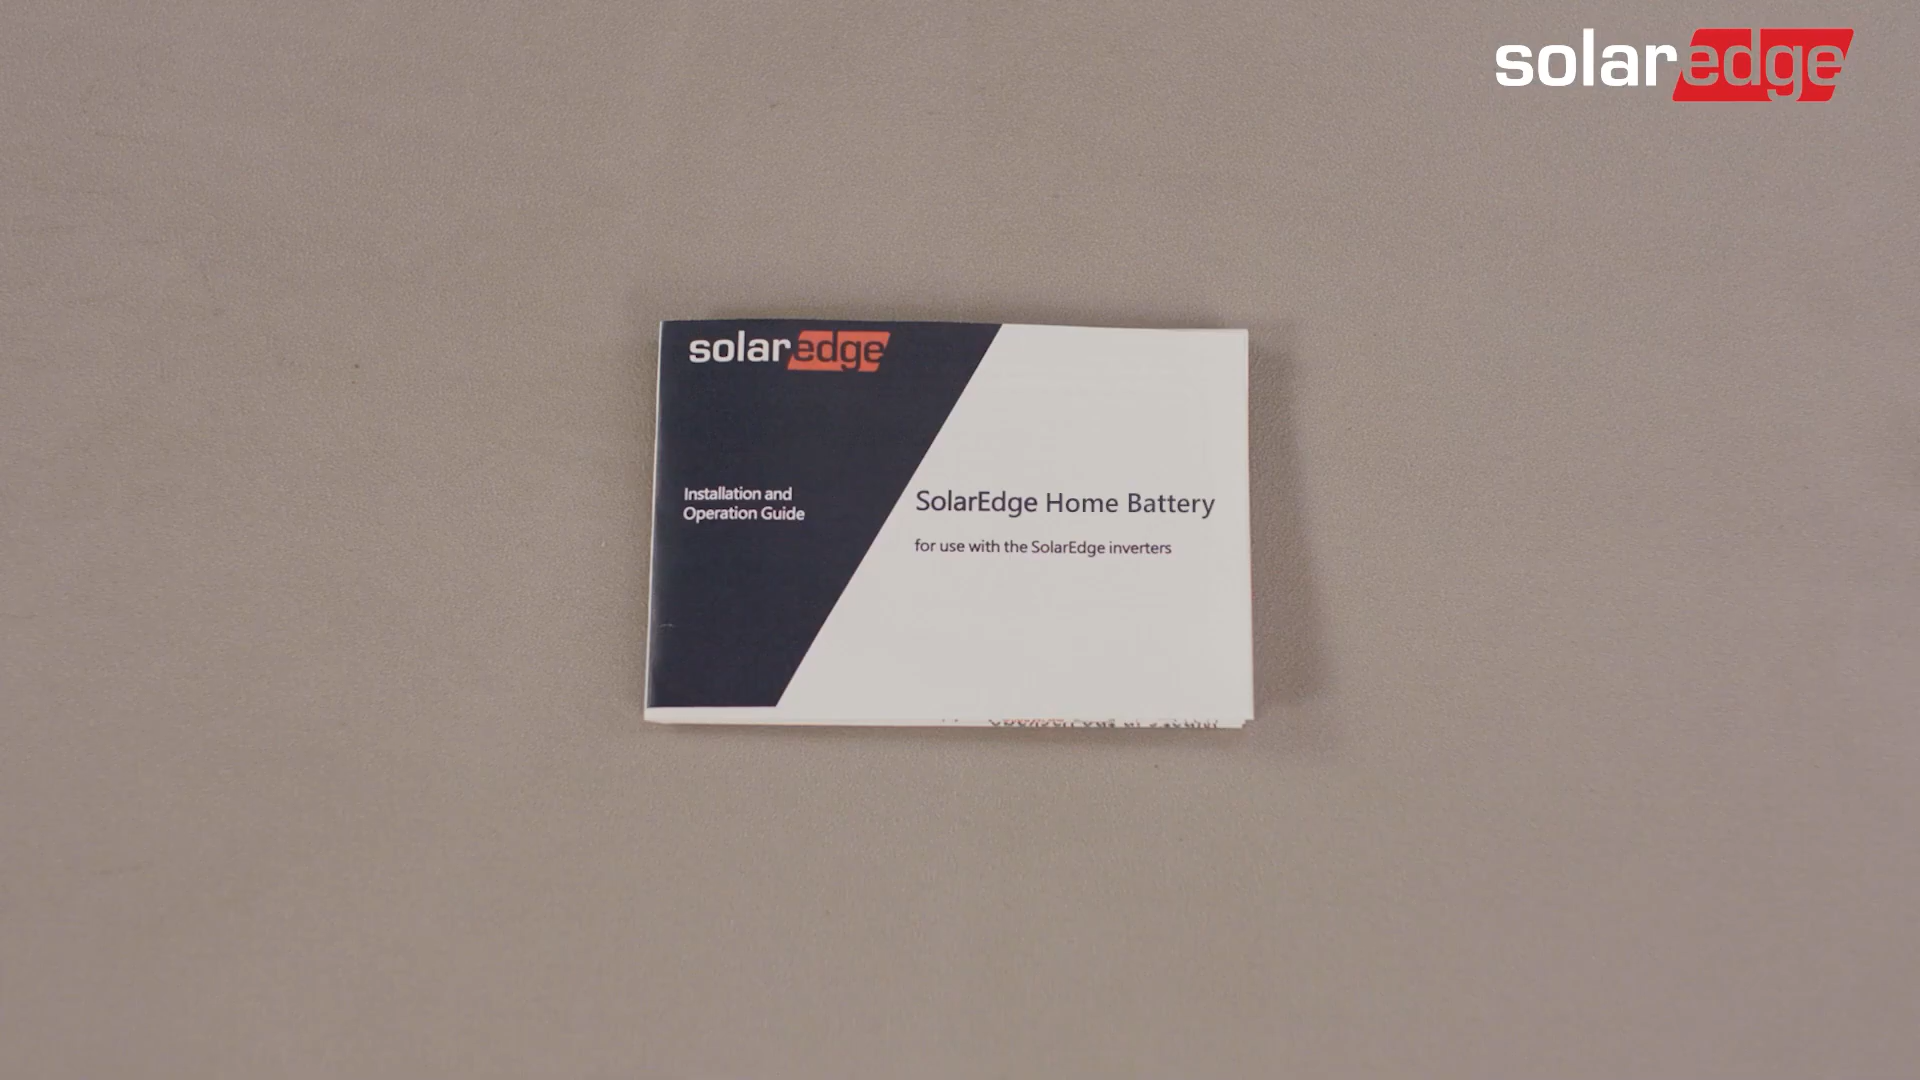 solaredge
solaredge
Installation and
Operation Guide
SolarEdge Home Battery
for use with the SolarEdge inverters